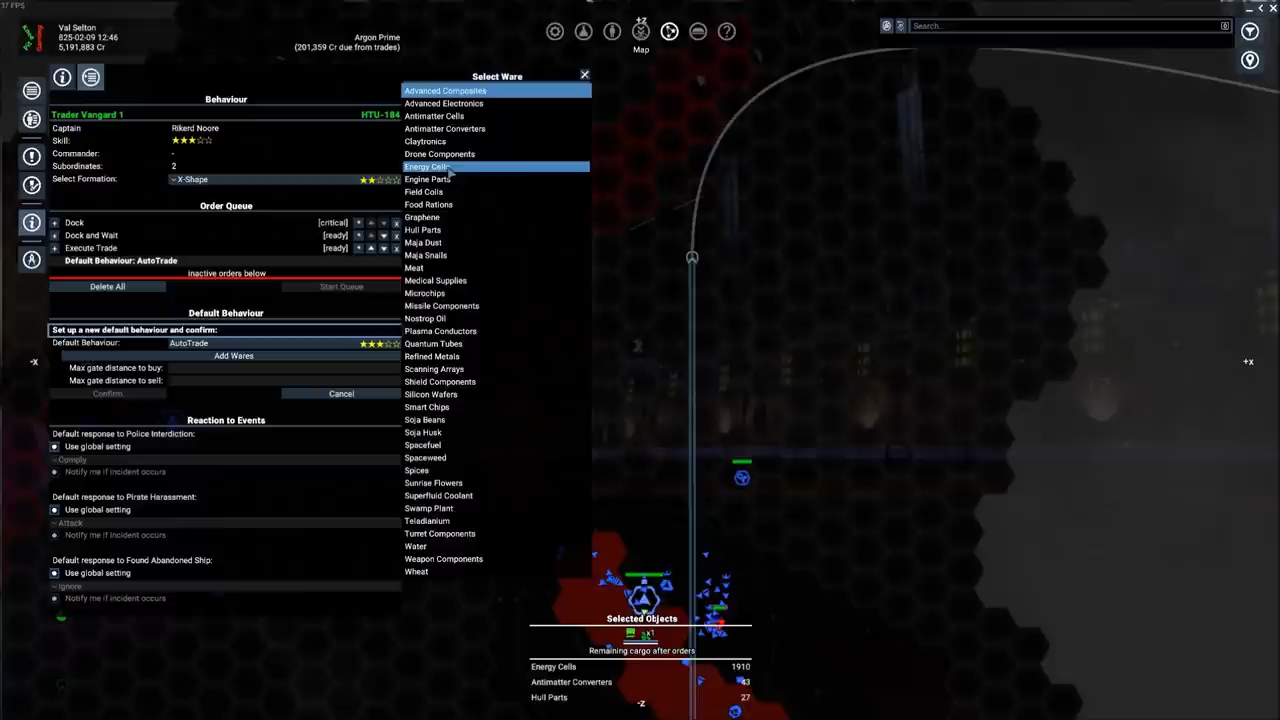 17 FPS
Val Selton
825-02-09 12:46
5,191,883 Cr
Argon Prime
(201,359 Cr due from trades)
+Z
Map
Search...
Behaviour
Trader Vangard 1 HTU-184
Captain Rikerd Noore
Skill:
Commander: -
Subordinates: 2
Select Formation: X-Shape
Order Queue
Dock [critical]
Dock and Wait [ready]
Execute Trade [ready]
Default Behaviour: AutoTrade
inactive orders below
Delete All Start Queue
Default Behaviour
Set up a new default behaviour and confirm:
Default Behaviour: AutoTrade
Add Wares
Max gate distance to buy:
Max gate distance to sell:
Confirm Cancel
Reaction to Events
Default response to Police Interdiction:
Use global setting
Comply
Notify me if incident occurs
Default response to Pirate Harassment:
Use global setting
Attack
Notify me if incident occurs
Default response to Found Abandoned Ship:
Use global setting
Ignore
Notify me if incident occurs
Select Ware
Advanced Composites
Advanced Electronics
Antimatter Cells
Antimatter Converters
Claytronics
Drone Components
Energy Cells
Engine Parts
Field Coils
Food Rations
Graphene
Hull Parts
Maja Dust
Maja Snails
Meat
Medical Supplies
Microchips
Missile Components
Nostrop Oil
Plasma Conductors
Quantum Tubes
Refined Metals
Scanning Arrays
Shield Components
Silicon Wafers
Smart Chips
Soja Beans
Soja Husk
Spacefuel
Spaceweed
Spices
Sunrise Flowers
Superfluid Coolant
Swamp Plant
Teladianium
Turret Components
Water
Weapon Components
Wheat
-X
+X
Selected Objects
x1
Remaining cargo after orders
Energy Cells 1910
Antimatter Converters 43
Hull Parts 27
-Z